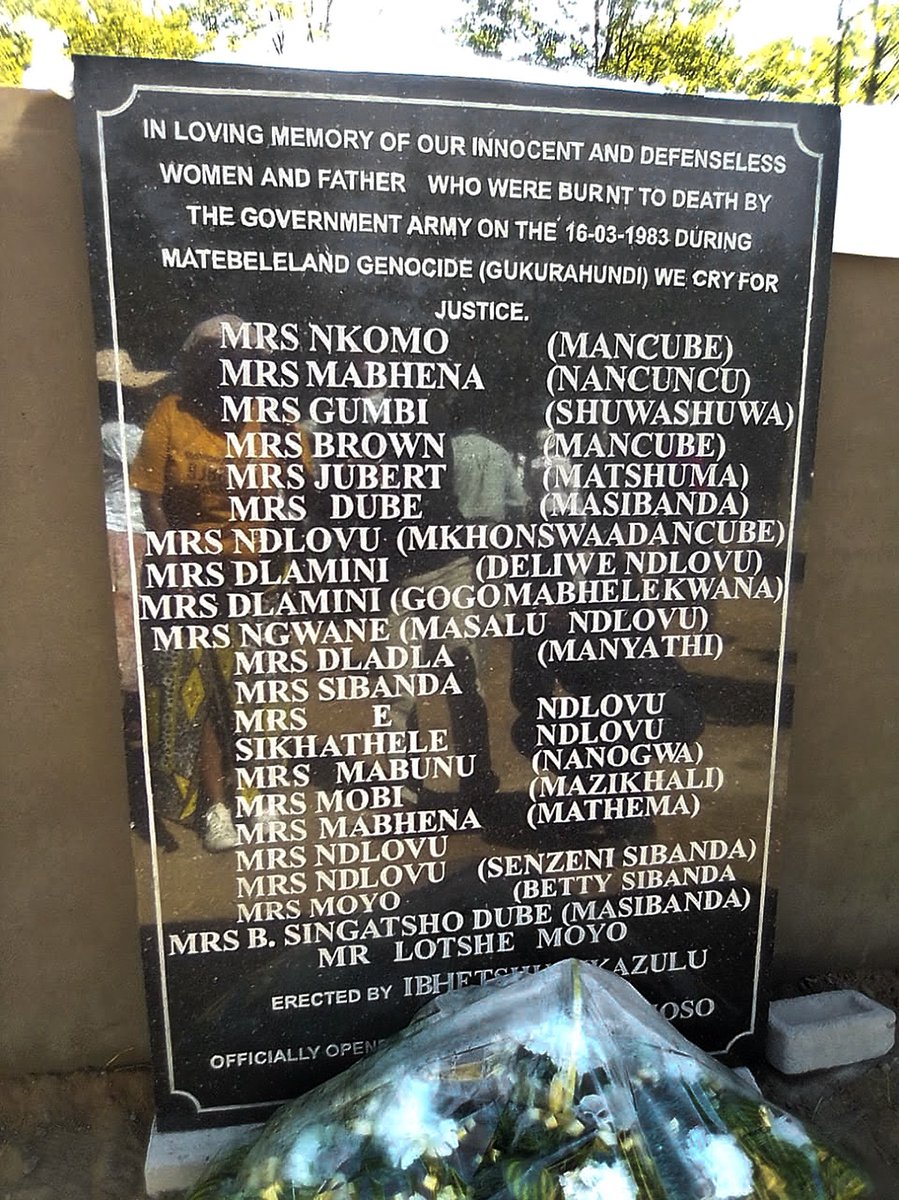 IN LOVING MEMORY OF OUR INNOCENT AND DEFENSELESS
WOMEN AND FATHER WHO WERE BURNT TO DEATH BY
THE GOVERNMENT ARMY ON THE 16-03-1983 DURING
MATEBELELAND GENOCIDE (GUKURAHUNDI) WE CRY FOR
JUSTICE.
MRS NKOMO (MANCUBE)
MRS MABHENA (NANCUNCU)
MRS GUMBI (SHUWASHUWA)
MRS BROWN (MANCUBE)
MRS JUBERT (MATSHUMA)
MRS DUBE (MASIBANDA)
MRS NDLOVU (MKHONSWAADANCUBE)
MRS DLAMINI (DELIWE NDLOVU)
MRS DLAMINI (GOGOMABHELEKWANA)
MRS NGWANE (MASALU NDLOVU)
MRS DLADLA (MANYATHI)
MRS SIBANDA
MRS E NDLOVU
SIKHATHELE NDLOVU
MRS MABUNU (NANOGWA)
MRS MOBI (MAZIKHALI)
MRS MABHENA (MATHEMA)
MRS NDLOVU
MRS NDLOVU (SENZENI SIBANDA)
MRS MOYO (BETTY SIBANDA
MRS B. SINGATSHO DUBE (MASIBANDA)
MR LOTSHE MOYO
ERECTED BY KAZULU
OFFICIALLY